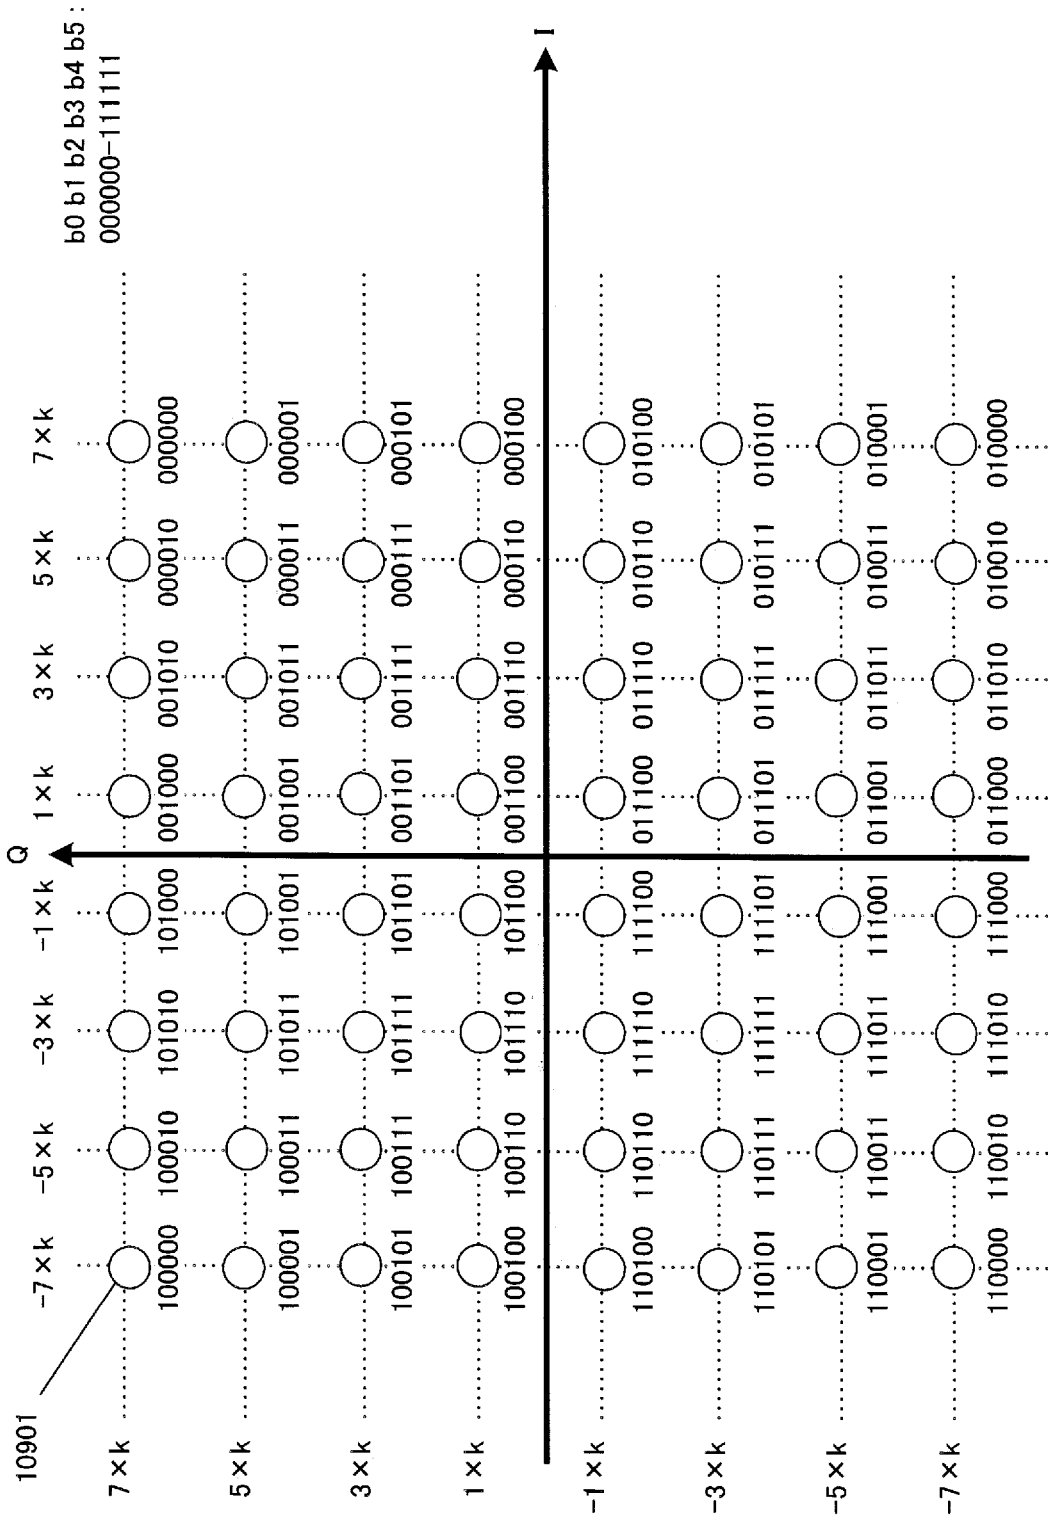 b0 b1 b2 b3 b4 b5 :
000000-111111
10901
Q
-7×k -5×k -3×k -1×k 1×k 3×k 5×k 7×k
7×k
100000 100010 101010 101000 001000 001010 000010 000000
5×k
100001 100011 101011 101001 001001 001011 000011 000001
3×k
100101 100111 101111 101101 001101 001111 000111 000101
1×k
100100 100110 101110 101100 001100 001110 000110 000100
I
-1×k
110100 110110 111110 111100 011100 011110 010110 010100
-3×k
110101 110111 111111 111101 011101 011111 010111 010101
-5×k
110001 110011 111011 111001 011001 011011 010011 010001
-7×k
110000 110010 111010 111000 011000 011010 010010 010000